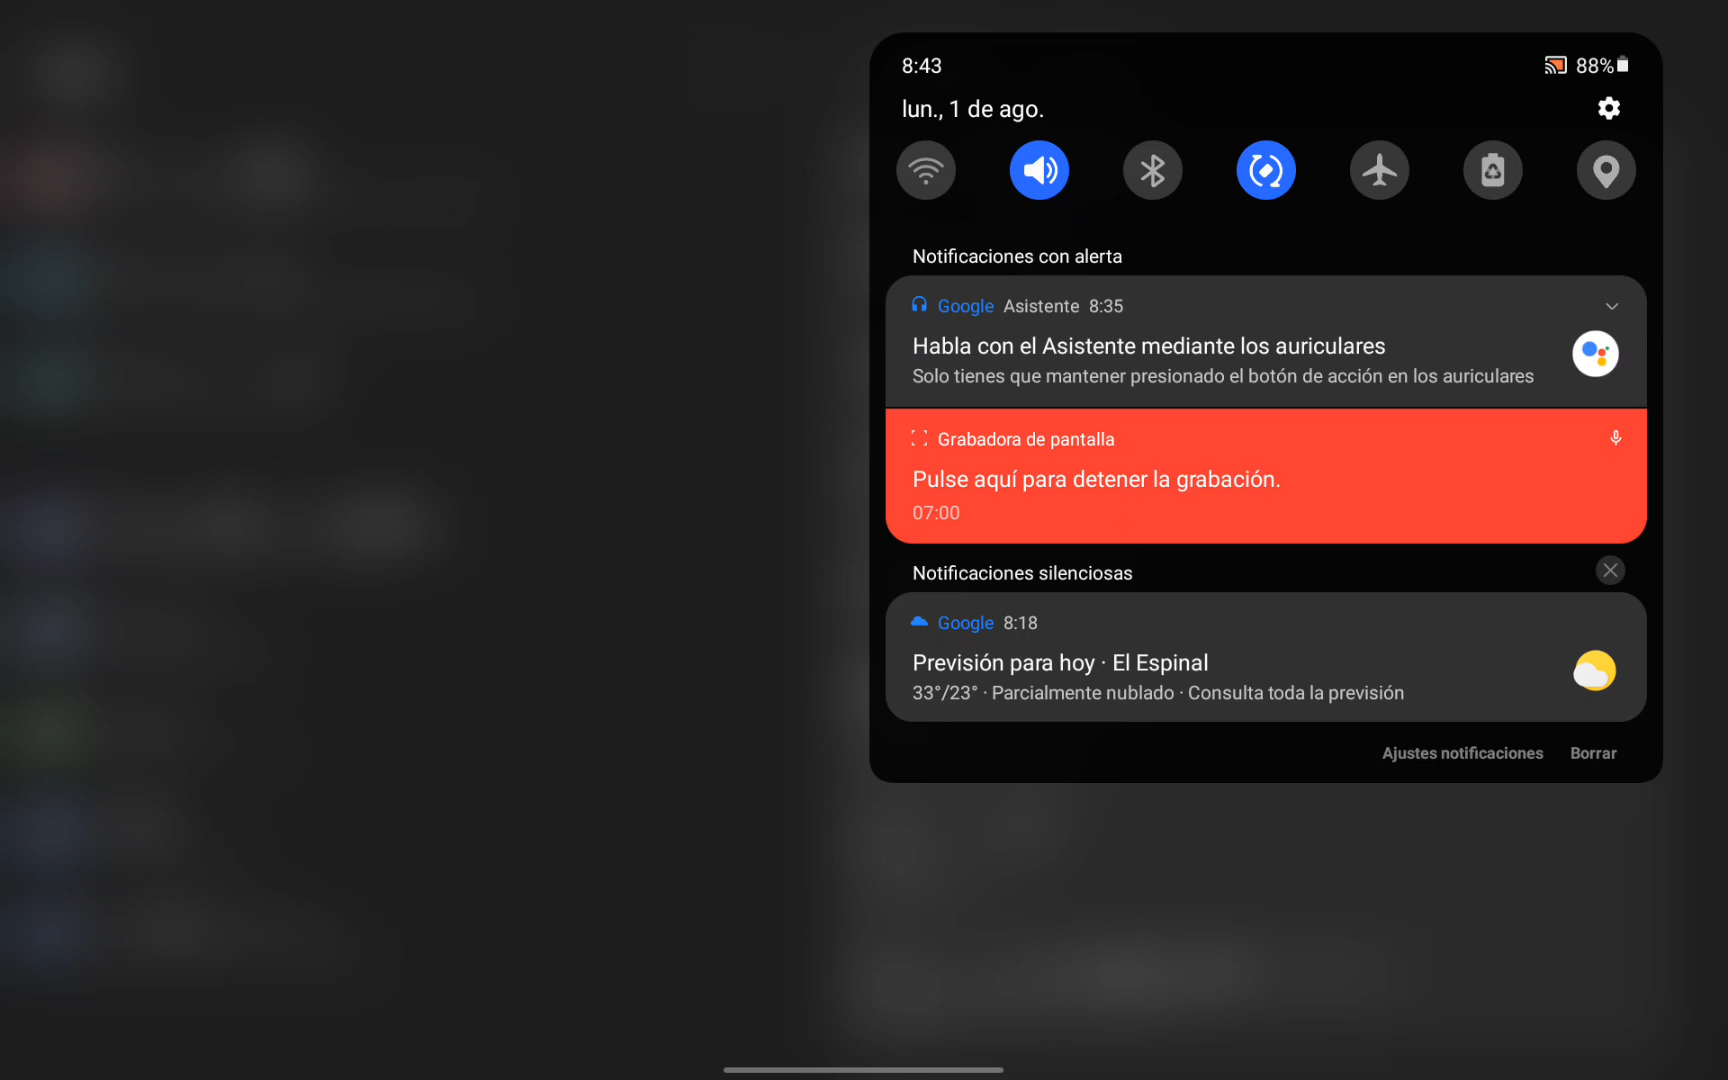 8:43
88%
lun., 1 de ago.
Notificaciones con alerta
Google Asistente 8:35
Habla con el Asistente mediante los auriculares
Solo tienes que mantener presionado el botón de acción en los auriculares
Grabadora de pantalla
Pulse aquí para detener la grabación.
07:00
Notificaciones silenciosas
Google 8:18
Previsión para hoy · El Espinal
33°/23° · Parcialmente nublado · Consulta toda la previsión
Ajustes notificaciones Borrar